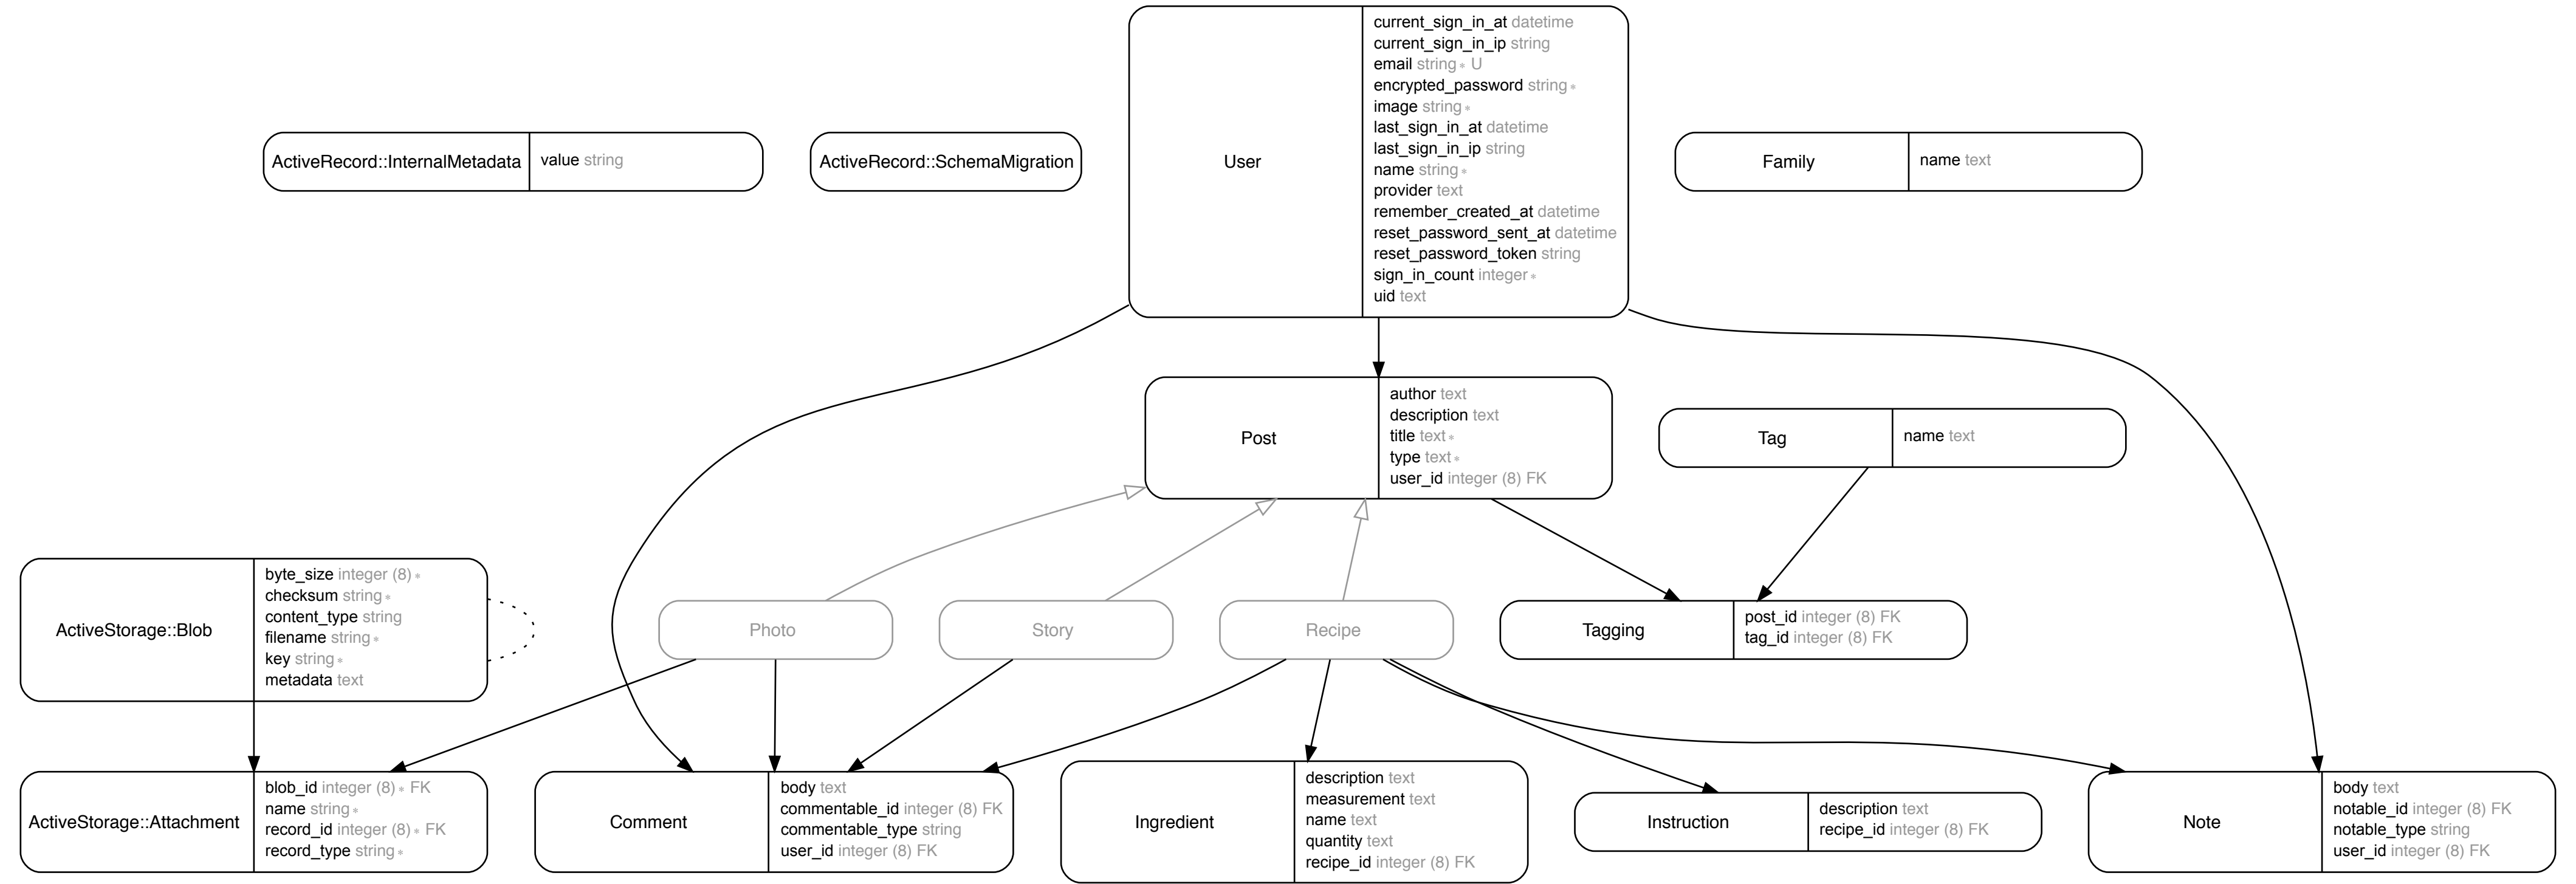 User
current_sign_in_at datetime
current_sign_in_ip string
email string * U
encrypted_password string *
image string *
last_sign_in_at datetime
last_sign_in_ip string
name string *
provider text
remember_created_at datetime
reset_password_sent_at datetime
reset_password_token string
sign_in_count integer *
uid text
ActiveRecord::InternalMetadata
value string
ActiveRecord::SchemaMigration
Family
name text
Post
author text
description text
title text *
type text *
user_id integer (8) FK
Tag
name text
ActiveStorage::Blob
byte_size integer (8) *
checksum string *
content_type string
filename string *
key string *
metadata text
Photo
Story
Recipe
Tagging
post_id integer (8) FK
tag_id integer (8) FK
ActiveStorage::Attachment
blob_id integer (8) * FK
name string *
record_id integer (8) * FK
record_type string *
Comment
body text
commentable_id integer (8) FK
commentable_type string
user_id integer (8) FK
Ingredient
description text
measurement text
name text
quantity text
recipe_id integer (8) FK
Instruction
description text
recipe_id integer (8) FK
Note
body text
notable_id integer (8) FK
notable_type string
user_id integer (8) FK